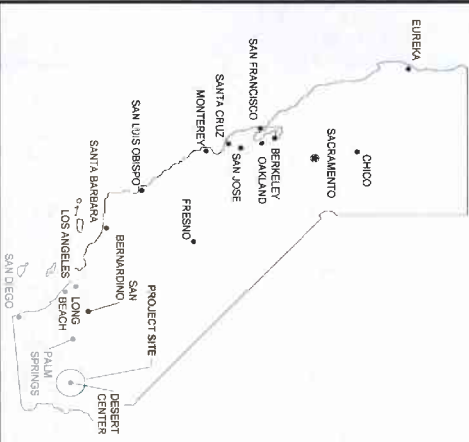 EUREKA
CHICO
SACRAMENTO
BERKELEY
SAN FRANCISCO
OAKLAND
SAN JOSE
SANTA CRUZ
MONTEREY
FRESNO
SAN LUIS OBISPO
SANTA BARBARA
SAN
BERNARDINO
LOS ANGELES
LONG
BEACH
PROJECT SITE
DESERT
CENTER
PALM
SPRINGS
SAN DIEGO